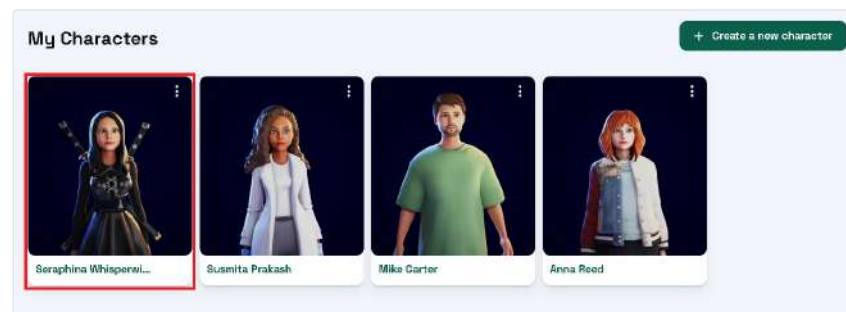 My Characters
+ Create a new character
Seraphina Whisperwi...
Susmita Prakash
Mike Carter
Anna Reed